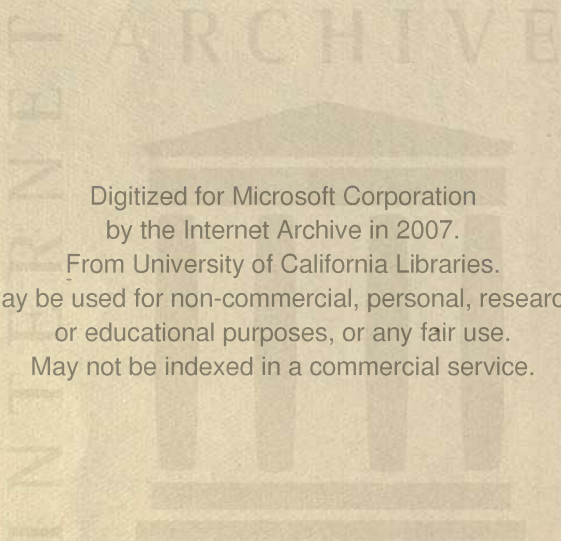 INTERNET
ARCHIVE
Digitized for Microsoft Corporation
by the Internet Archive in 2007.
From University of California Libraries.
ay be used for non-commercial, personal, researc
or educational purposes, or any fair use.
May not be indexed in a commercial service.